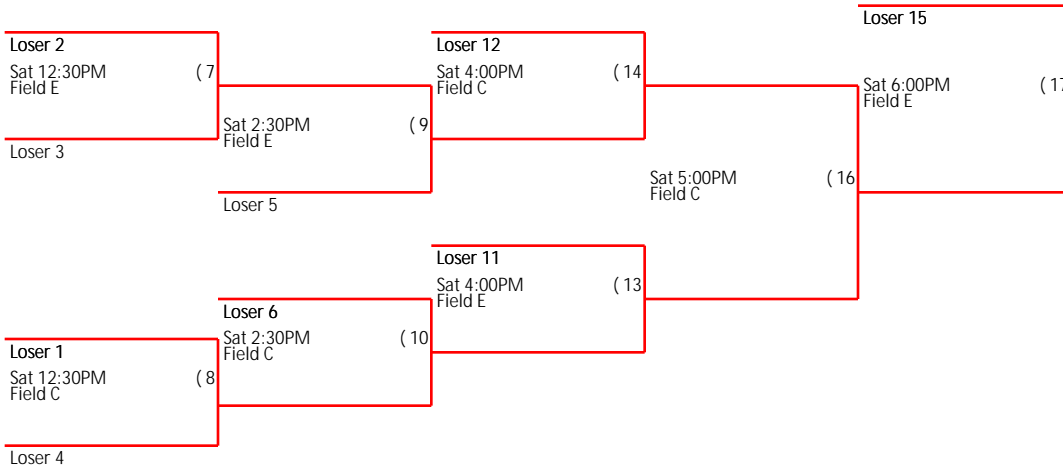 Loser 15
Loser 2
Loser 12
Sat 12:30PM ( 7
Field E
Sat 4:00PM ( 14
Field C
Sat 6:00PM ( 17
Field E
Sat 2:30PM ( 9
Field E
Loser 3
Sat 5:00PM ( 16
Field C
Loser 5
Loser 11
Sat 4:00PM ( 13
Field E
Loser 6
Sat 2:30PM ( 10
Field C
Loser 1
Sat 12:30PM ( 8
Field C
Loser 4